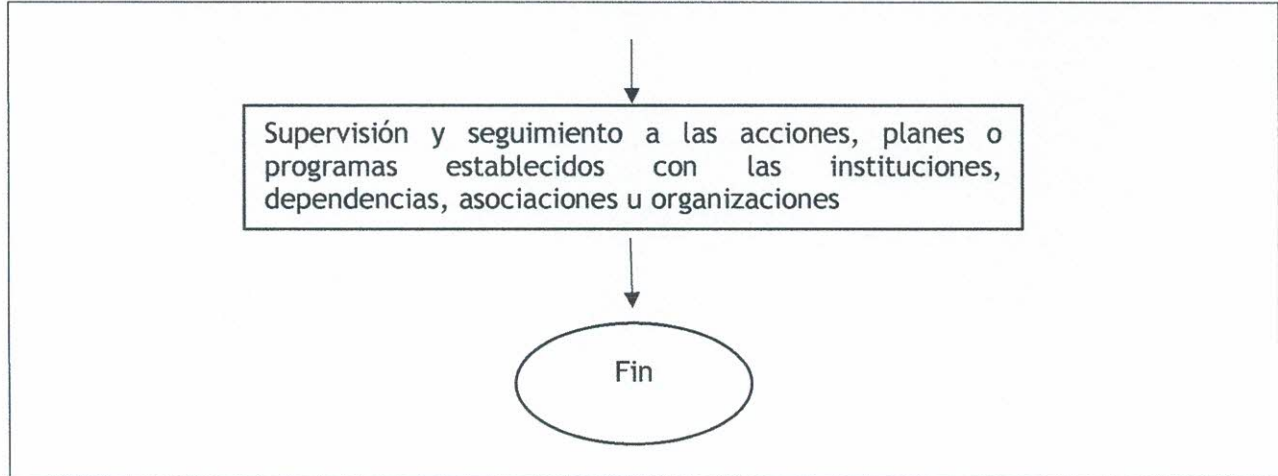 Supervisión y seguimiento a las acciones, planes o
programas establecidos con las instituciones,
dependencias, asociaciones u organizaciones
Fin